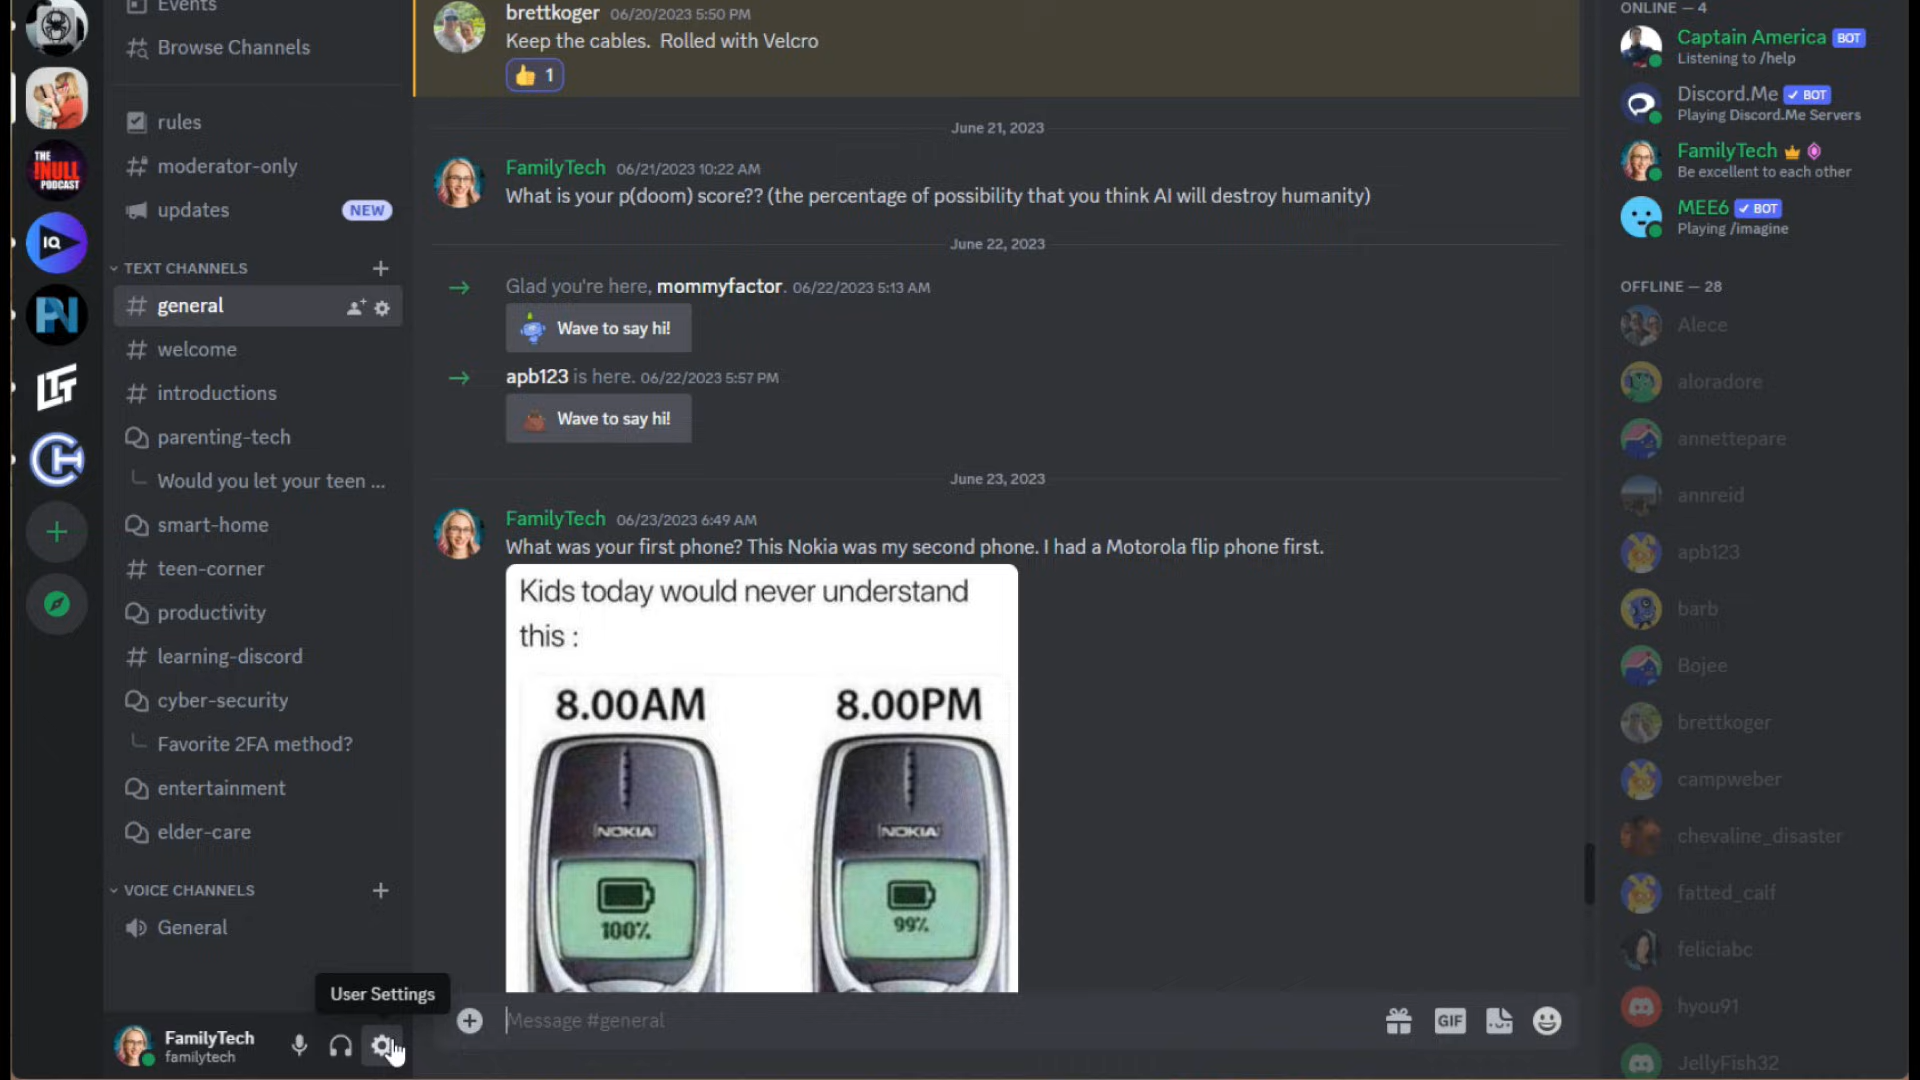 THE
NULL
PODCAST
IQ
Events
Browse Channels
rules
moderator-only
updates
NEW
TEXT CHANNELS
general
welcome
introductions
parenting-tech
Would you let your teen ...
smart-home
teen-corner
productivity
learning-discord
cyber-security
Favorite 2FA method?
entertainment
elder-care
VOICE CHANNELS
General
User Settings
FamilyTech
familytech
brettkoger 06/20/2023 5:50 PM
Keep the cables. Rolled with Velcro
👍 1
June 21, 2023
FamilyTech 06/21/2023 10:22 AM
What is your p(doom) score?? (the percentage of possibility that you think AI will destroy humanity)
June 22, 2023
Glad you're here, mommyfactor. 06/22/2023 5:13 AM
Wave to say hi!
apb123 is here. 06/22/2023 5:57 PM
Wave to say hi!
June 23, 2023
FamilyTech 06/23/2023 6:49 AM
What was your first phone? This Nokia was my second phone. I had a Motorola flip phone first.
Kids today would never understand
this :
8.00AM 8.00PM
NOKIA NOKIA
100% 99%
Message #general
GIF
ONLINE — 4
Captain America BOT
Listening to /help
Discord.Me ✓ BOT
Playing Discord.Me Servers
FamilyTech
Be excellent to each other
MEE6 ✓ BOT
Playing /imagine
OFFLINE — 28
Alece
aloradore
annettepare
annreid
apb123
barb
Bojee
brettkoger
campweber
chevaline_disaster
fatted_calf
feliciabc
hyou91
JellyFish32